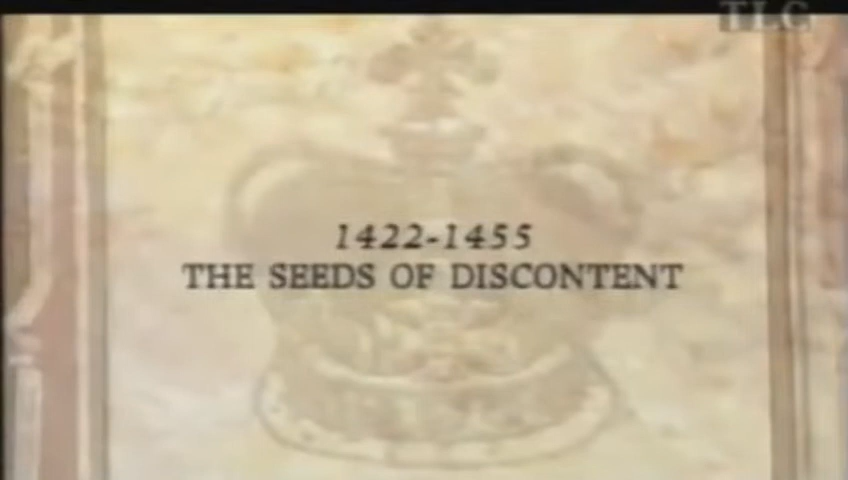 TLC
1422-1455
THE SEEDS OF DISCONTENT